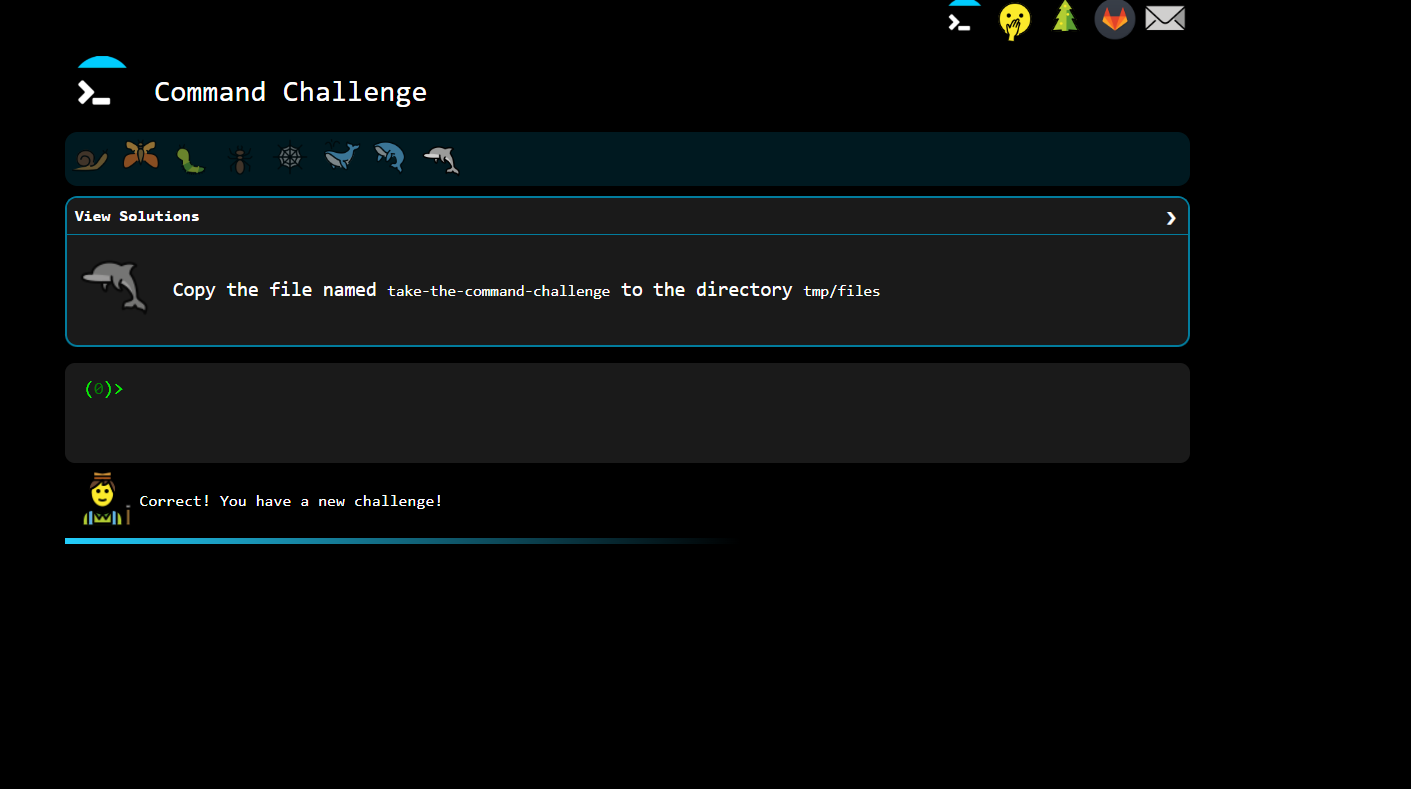 Command Challenge
View Solutions
Copy the file named take-the-command-challenge to the directory tmp/files
(0)>
Correct! You have a new challenge!